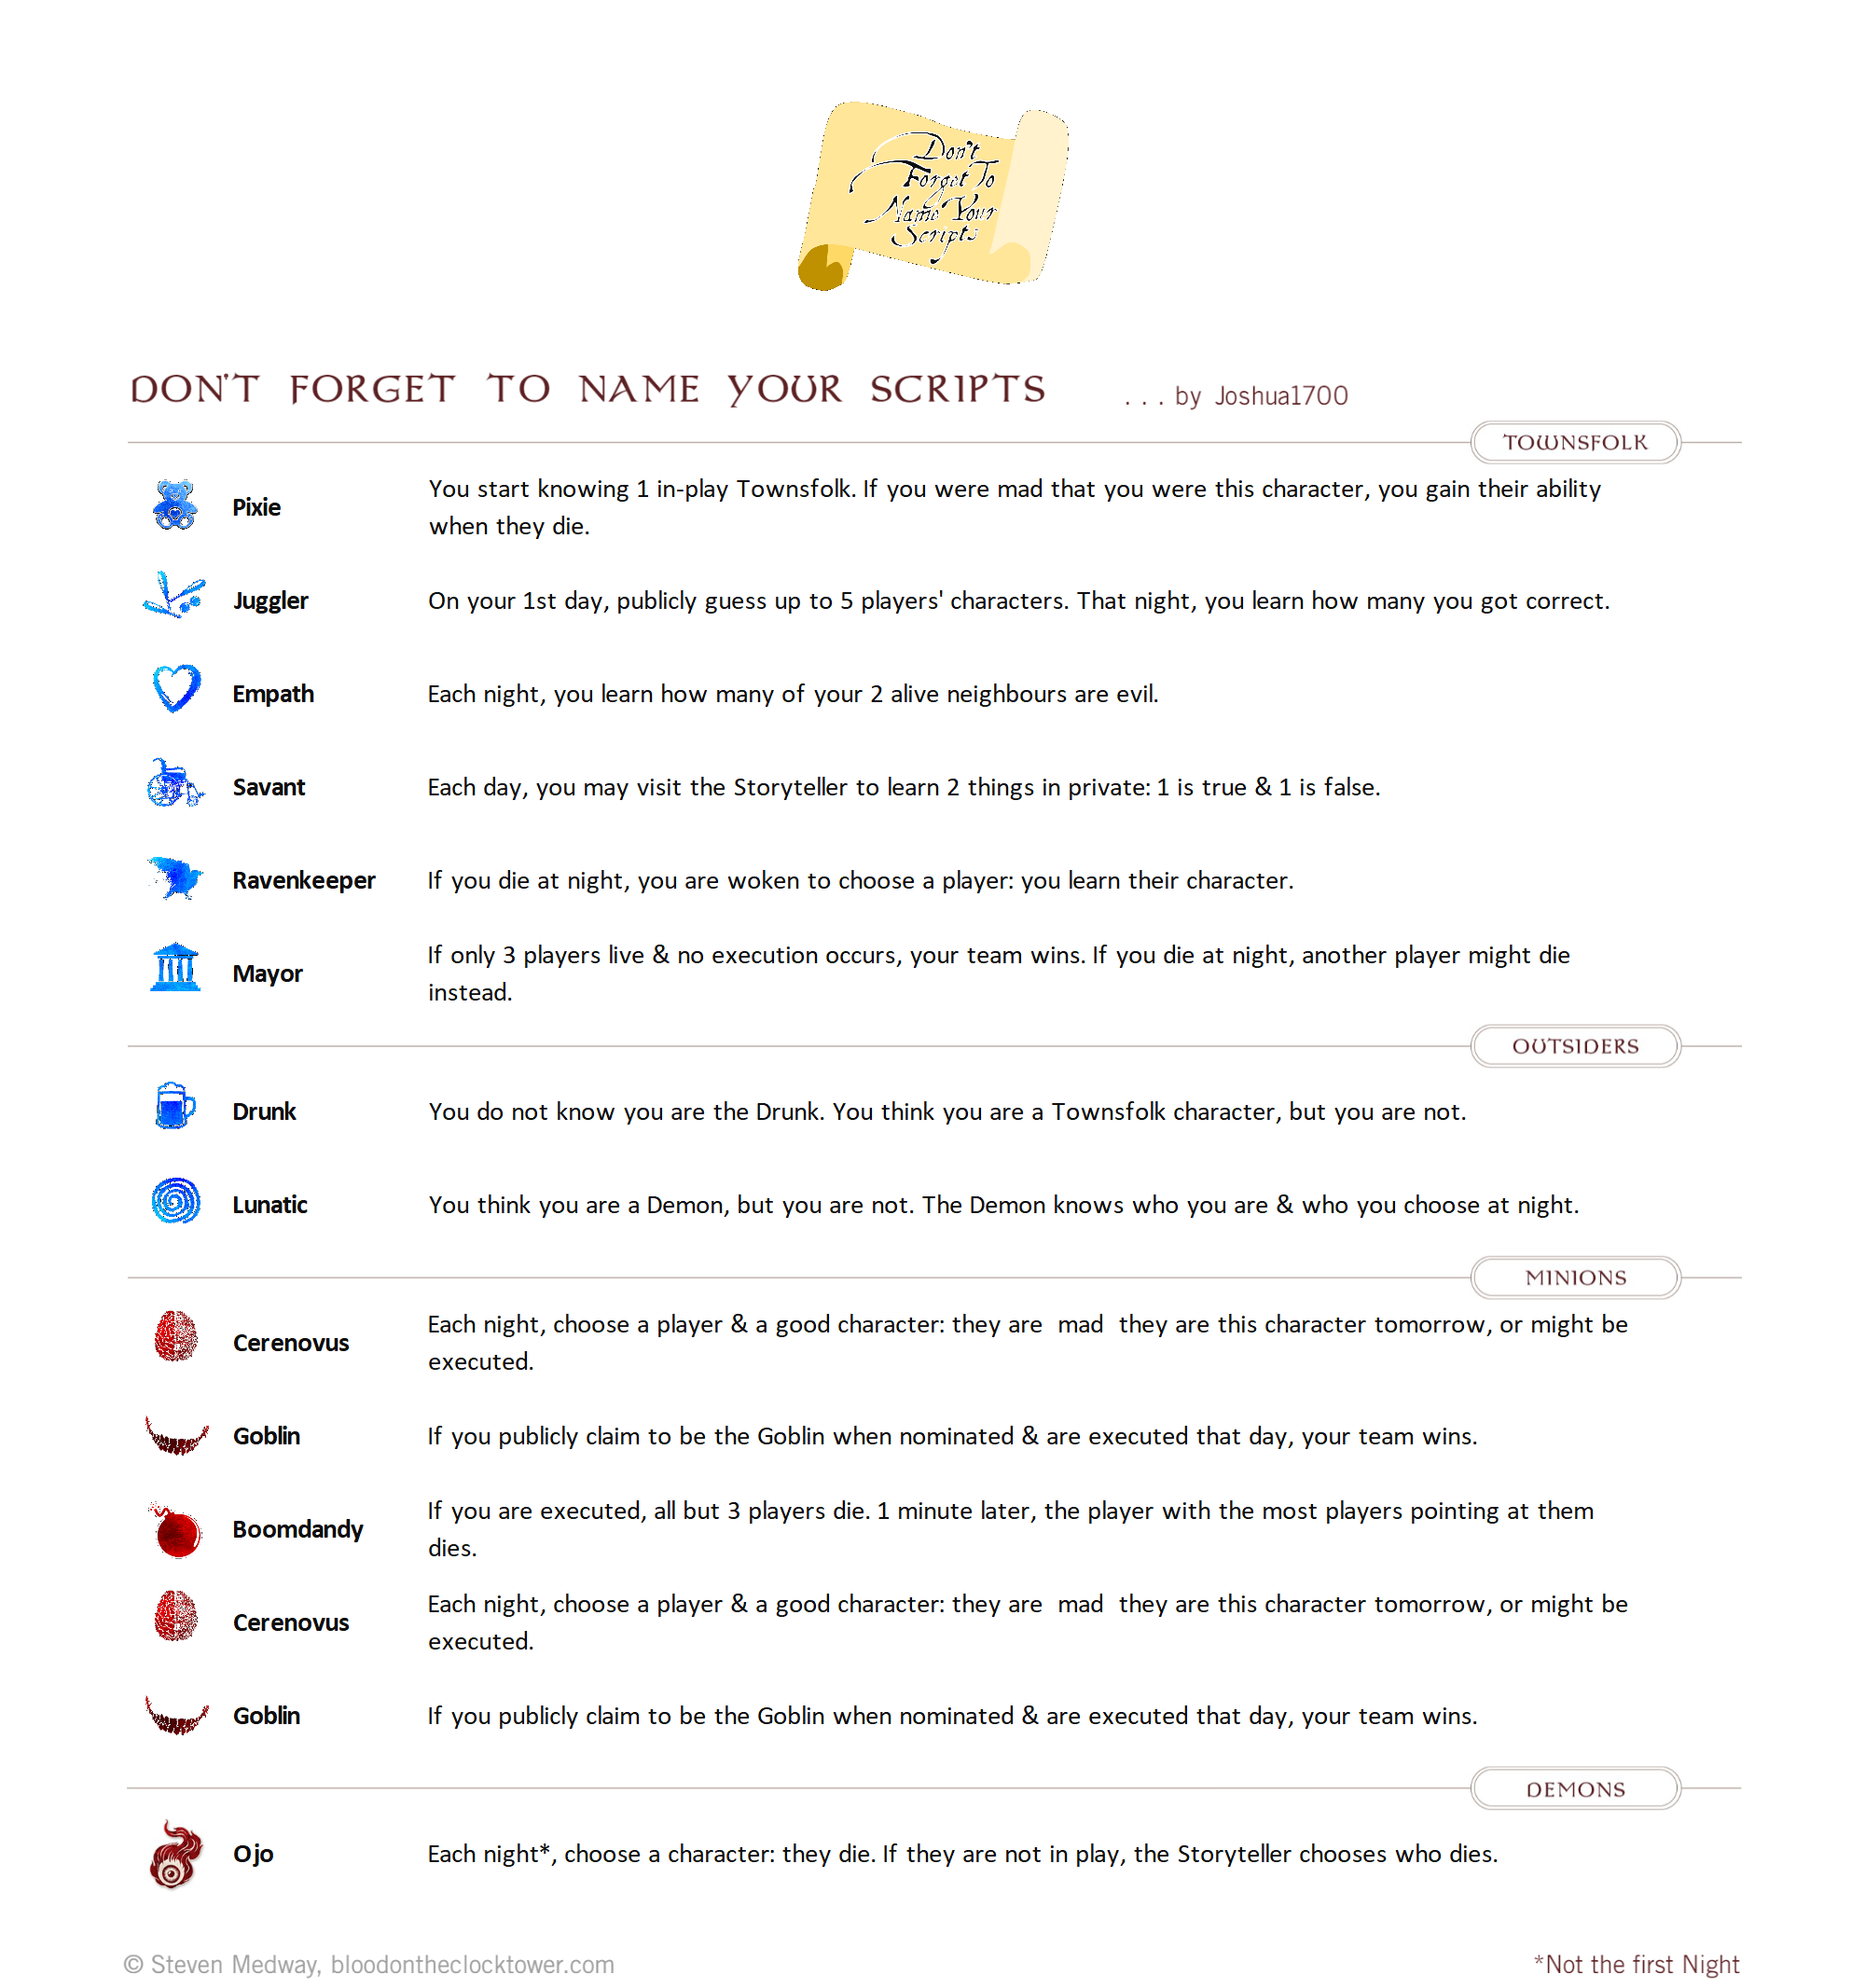 Don't
Forget To
Name Your
Scripts
DON'T FORGET TO NAME YOUR SCRIPTS . . . by Joshua1700
TOWNSFOLK
Pixie
You start knowing 1 in-play Townsfolk. If you were mad that you were this character, you gain their ability
when they die.
Juggler
On your 1st day, publicly guess up to 5 players' characters. That night, you learn how many you got correct.
Empath
Each night, you learn how many of your 2 alive neighbours are evil.
Savant
Each day, you may visit the Storyteller to learn 2 things in private: 1 is true & 1 is false.
Ravenkeeper
If you die at night, you are woken to choose a player: you learn their character.
Mayor
If only 3 players live & no execution occurs, your team wins. If you die at night, another player might die
instead.
OUTSIDERS
Drunk
You do not know you are the Drunk. You think you are a Townsfolk character, but you are not.
Lunatic
You think you are a Demon, but you are not. The Demon knows who you are & who you choose at night.
MINIONS
Cerenovus
Each night, choose a player & a good character: they are mad they are this character tomorrow, or might be
executed.
Goblin
If you publicly claim to be the Goblin when nominated & are executed that day, your team wins.
Boomdandy
If you are executed, all but 3 players die. 1 minute later, the player with the most players pointing at them
dies.
Cerenovus
Each night, choose a player & a good character: they are mad they are this character tomorrow, or might be
executed.
Goblin
If you publicly claim to be the Goblin when nominated & are executed that day, your team wins.
DEMONS
Ojo
Each night*, choose a character: they die. If they are not in play, the Storyteller chooses who dies.
© Steven Medway, bloodontheclocktower.com
*Not the first Night